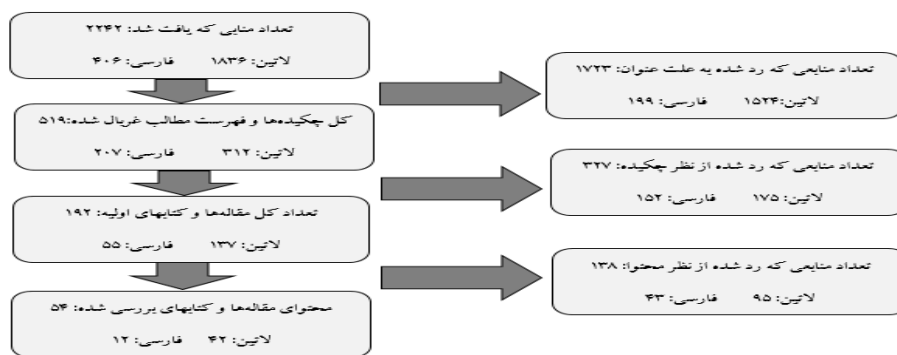 تعداد منابی که یافت شد: ۲۲۴۲
لاتین: ۱۸۳۶ فارسی: ۴۰۶
تعداد منابعی که رد شده به علت عنوان: ۱۷۲۳
لاتین:۱۵۲۴ فارسی: ۱۹۹
کل چکیده‌ها و فهرست مطالب غربال شده:۵۱۹
لاتین: ۳۱۲ فارسی: ۲۰۷
تعداد منابعی که رد شده از نظر چکیده: ۳۲۷
لاتین: ۱۷۵ فارسی: ۱۵۲
تعداد کل مقاله‌ها و کتابهای اولیه: ۱۹۲
لاتین: ۱۳۷ فارسی: ۵۵
تعداد منابعی که رد شده از نظر محتوا: ۱۳۸
لاتین: ۹۵ فارسی: ۴۳
محتوای مقاله‌ها و کتابهای بررسی شده: ۵۴
لاتین: ۴۲ فارسی: ۱۲